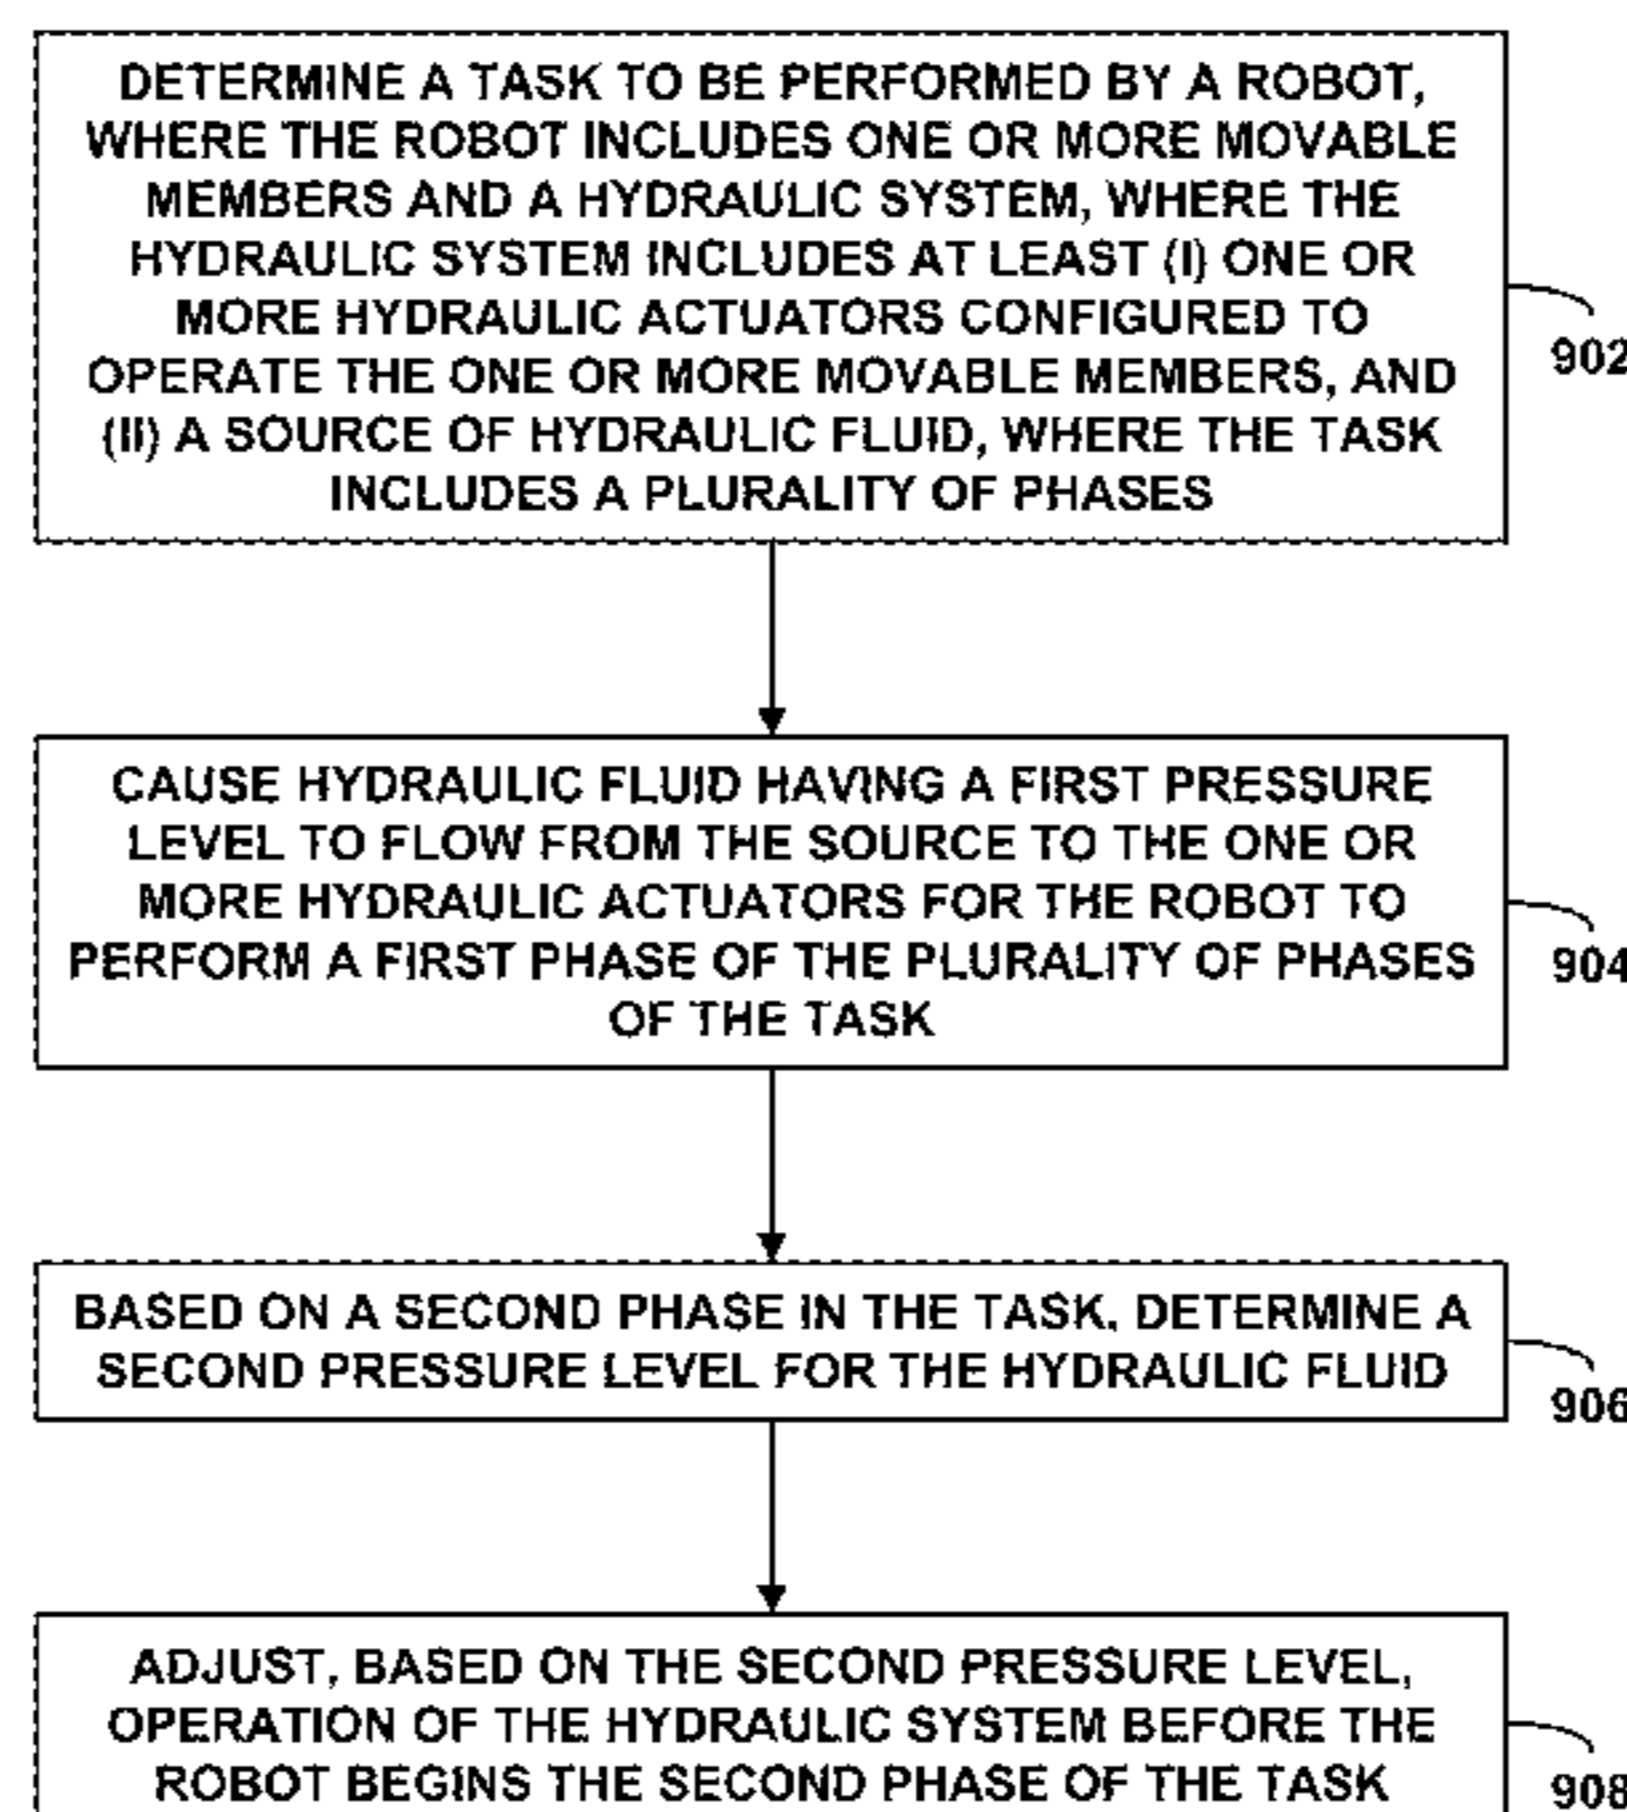 DETERMINE A TASK TO BE PERFORMED BY A ROBOT,
WHERE THE ROBOT INCLUDES ONE OR MORE MOVABLE
MEMBERS AND A HYDRAULIC SYSTEM, WHERE THE
HYDRAULIC SYSTEM INCLUDES AT LEAST (I) ONE OR
MORE HYDRAULIC ACTUATORS CONFIGURED TO
OPERATE THE ONE OR MORE MOVABLE MEMBERS, AND
(II) A SOURCE OF HYDRAULIC FLUID, WHERE THE TASK
INCLUDES A PLURALITY OF PHASES
902
CAUSE HYDRAULIC FLUID HAVING A FIRST PRESSURE
LEVEL TO FLOW FROM THE SOURCE TO THE ONE OR
MORE HYDRAULIC ACTUATORS FOR THE ROBOT TO
PERFORM A FIRST PHASE OF THE PLURALITY OF PHASES
OF THE TASK
904
BASED ON A SECOND PHASE IN THE TASK, DETERMINE A
SECOND PRESSURE LEVEL FOR THE HYDRAULIC FLUID
906
ADJUST, BASED ON THE SECOND PRESSURE LEVEL,
OPERATION OF THE HYDRAULIC SYSTEM BEFORE THE
ROBOT BEGINS THE SECOND PHASE OF THE TASK
908